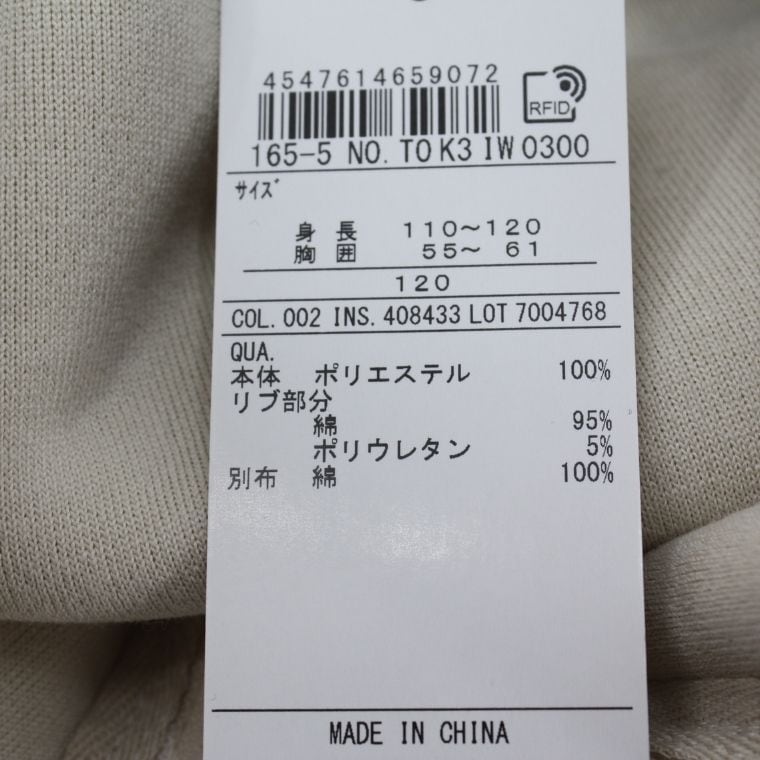 4547614659072
RFID
165-5 NO. TO K3 IW 0300
ｻｲｽﾞ
身長 110〜120
胸囲 55〜 61
120
COL. 002 INS. 408433 LOT 7004768
QUA.
本体 ポリエステル 100%
リブ部分
綿 95%
ポリウレタン 5%
別布 綿 100%
MADE IN CHINA